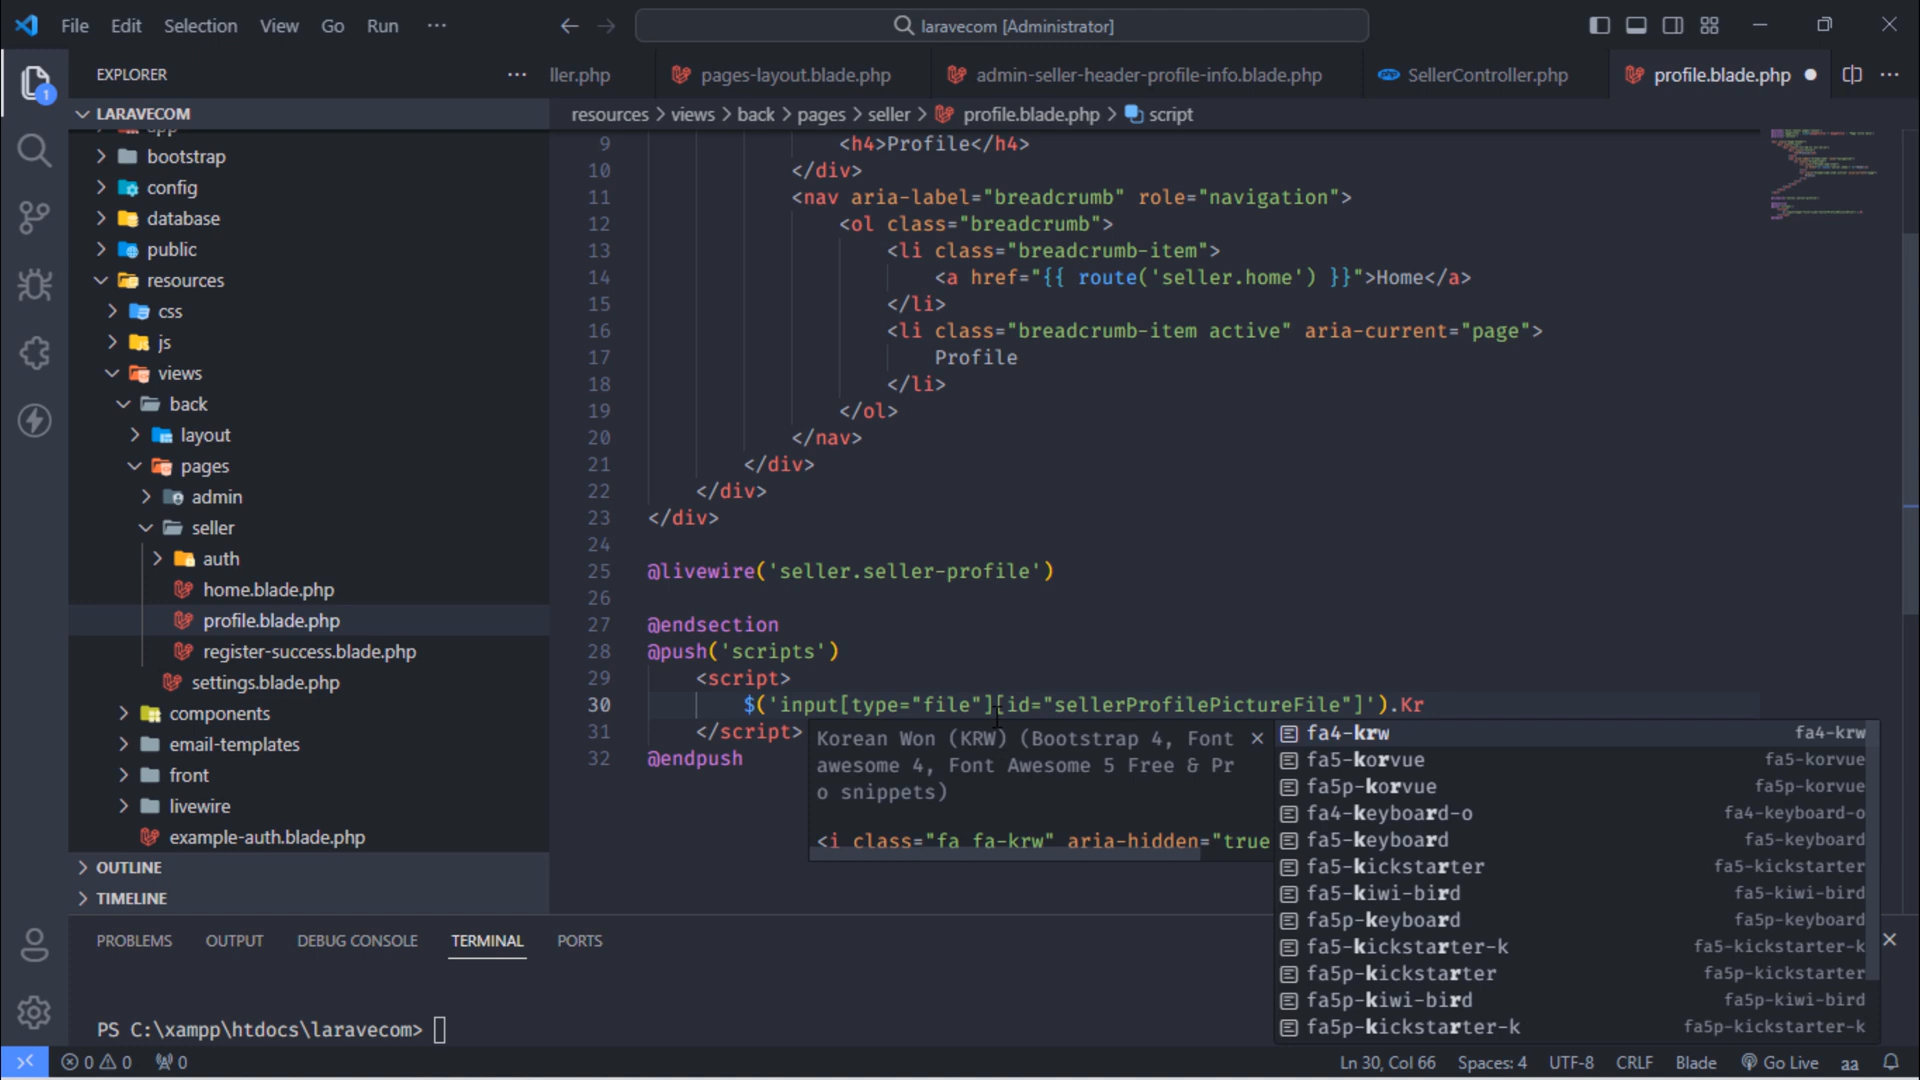 File Edit Selection View Go Run ···
laravecom [Administrator]
EXPLORER ···
ller.php
pages-layout.blade.php
admin-seller-header-profile-info.blade.php
SellerController.php
profile.blade.php
resources > views > back > pages > seller > profile.blade.php > script
1
LARAVECOM
app
bootstrap
config
database
public
resources
css
js
views
back
layout
pages
admin
seller
auth
home.blade.php
profile.blade.php
register-success.blade.php
settings.blade.php
components
email-templates
front
livewire
example-auth.blade.php
OUTLINE
TIMELINE
9 <h4>Profile</h4>
10 </div>
11 <nav aria-label="breadcrumb" role="navigation">
12 <ol class="breadcrumb">
13 <li class="breadcrumb-item">
14 <a href="{{ route('seller.home') }}">Home</a>
15 </li>
16 <li class="breadcrumb-item active" aria-current="page">
17 Profile
18 </li>
19 </ol>
20 </nav>
21 </div>
22 </div>
23 </div>
24
25 @livewire('seller.seller-profile')
26
27 @endsection
28 @push('scripts')
29 <script>
30 $('input[type="file"][id="sellerProfilePictureFile"]').Kr
31 </script>
32 @endpush
Korean Won (KRW) (Bootstrap 4, Font
awesome 4, Font Awesome 5 Free & Pr
o snippets)
<i class="fa fa-krw" aria-hidden="true
fa4-krw fa4-krw
fa5-korvue fa5-korvue
fa5p-korvue fa5p-korvue
fa4-keyboard-o fa4-keyboard-o
fa5-keyboard fa5-keyboard
fa5-kickstarter fa5-kickstarter
fa5-kiwi-bird fa5-kiwi-bird
fa5p-keyboard fa5p-keyboard
fa5-kickstarter-k fa5-kickstarter-k
fa5p-kickstarter fa5p-kickstarter
fa5p-kiwi-bird fa5p-kiwi-bird
fa5p-kickstarter-k fa5p-kickstarter-k
PROBLEMS OUTPUT DEBUG CONSOLE TERMINAL PORTS
PS C:\xampp\htdocs\laravecom>
0 0 0
Ln 30, Col 66 Spaces: 4 UTF-8 CRLF Blade Go Live aa